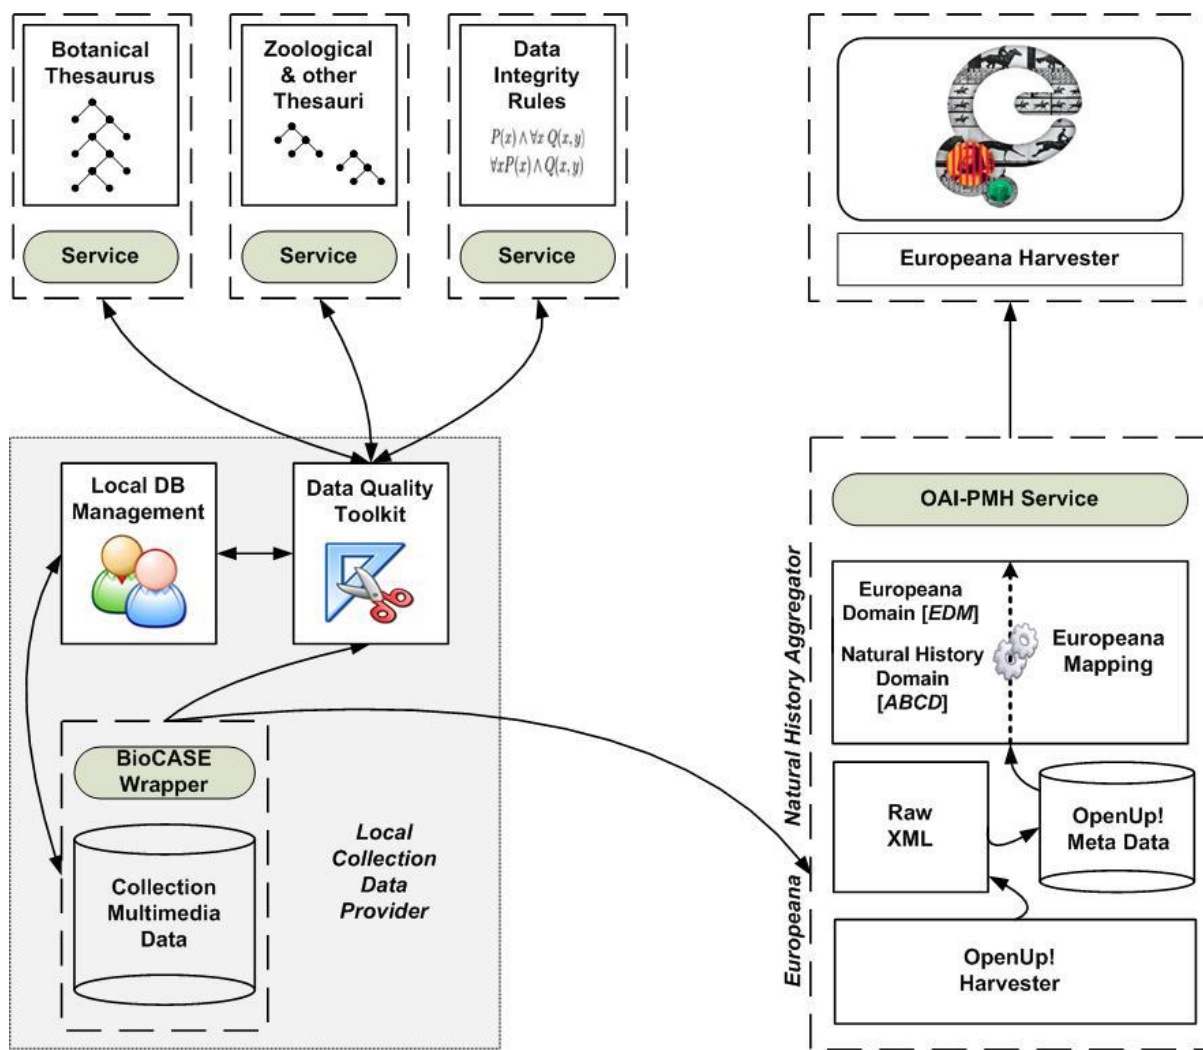 Botanical
Thesaurus
Service
Zoological
& other
Thesauri
Service
Data
Integrity
Rules
P(x) ∧ ∀x Q(x, y)
∀xP(x) ∧ Q(x, y)
Service
Europeana Harvester
Local DB
Management
Data Quality
Toolkit
BioCASE
Wrapper
Collection
Multimedia
Data
Local
Collection
Data
Provider
Europeana Natural History Aggregator
OAI-PMH Service
Europeana
Domain [EDM]
Natural History
Domain
[ABCD]
Europeana
Mapping
Raw
XML
OpenUp!
Meta Data
OpenUp!
Harvester